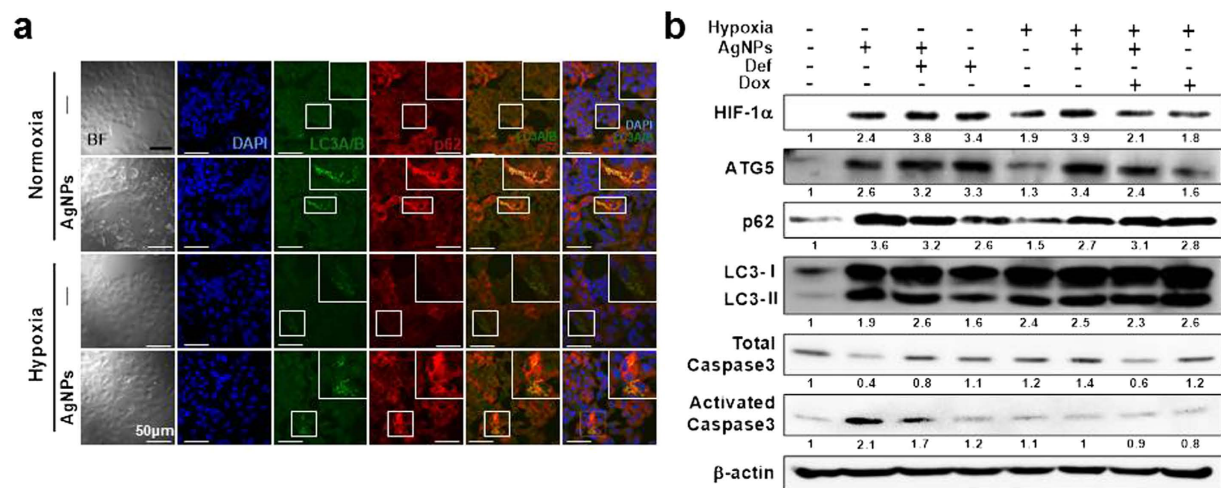 a
Normoxia
—
AgNPs
Hypoxia
—
AgNPs
BF
DAPI
LC3A/B
p62
LC3A/B
DAPI
LC3A/B
50μm
b
Hypoxia - - - - + + + +
AgNPs - + + - - + + -
Def - - + + - - - -
Dox - - - - - - + +
HIF-1α
1 2.4 3.8 3.4 1.9 3.9 2.1 1.8
ATG5
1 2.6 3.2 3.3 1.3 3.4 2.4 1.6
p62
1 3.6 3.2 2.6 1.5 2.7 3.1 2.8
LC3-I
LC3-II
1 1.9 2.6 1.6 2.4 2.5 2.3 2.6
Total
Caspase3
1 0.4 0.8 1.1 1.2 1.4 0.6 1.2
Activated
Caspase3
1 2.1 1.7 1.2 1.1 1 0.9 0.8
β-actin